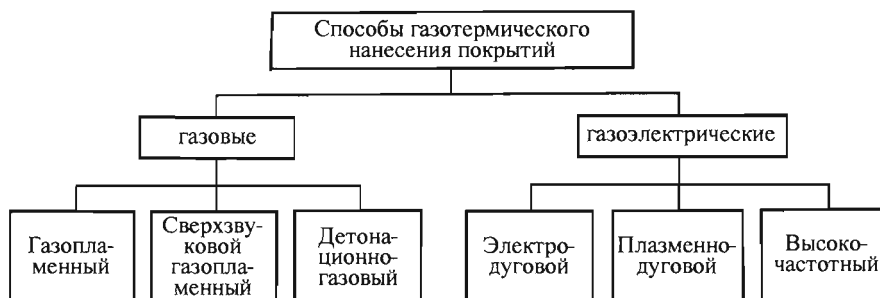 Способы газотермического
нанесения покрытий
газовые
газоэлектрические
Газопла-
менный
Сверхзву-
ковой
газопла-
менный
Детона-
ционно-
газовый
Электро-
дуговой
Плазменно-
дуговой
Высоко-
частотный